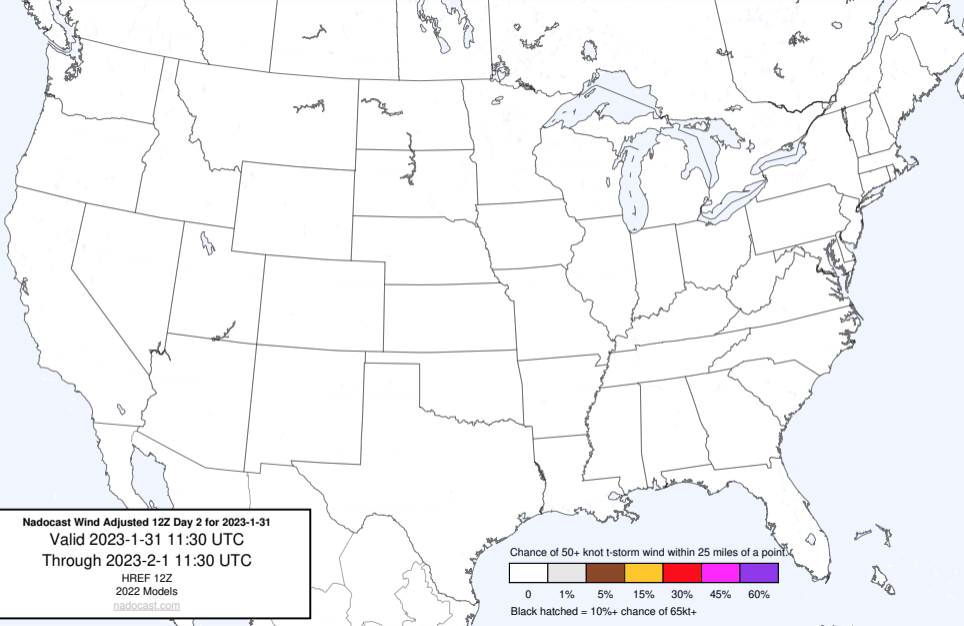 Nadocast Wind Adjusted 12Z Day 2 for 2023-1-31
Valid 2023-1-31 11:30 UTC
Through 2023-2-1 11:30 UTC
HREF 12Z
2022 Models
nadocast.com
Chance of 50+ knot t-storm wind within 25 miles of a point.
0 1% 5% 15% 30% 45% 60%
Black hatched = 10%+ chance of 65kt+